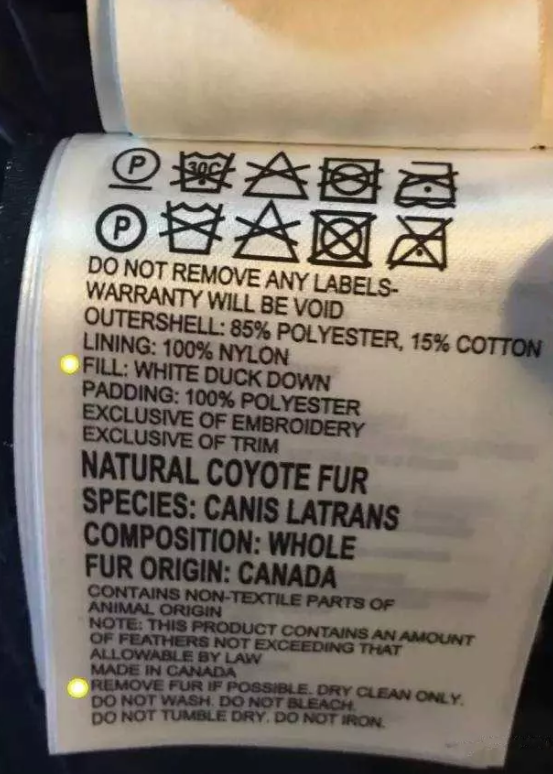 P 30C
P
DO NOT REMOVE ANY LABELS-
WARRANTY WILL BE VOID
OUTERSHELL: 85% POLYESTER, 15% COTTON
LINING: 100% NYLON
FILL: WHITE DUCK DOWN
PADDING: 100% POLYESTER
EXCLUSIVE OF EMBROIDERY
EXCLUSIVE OF TRIM
NATURAL COYOTE FUR
SPECIES: CANIS LATRANS
COMPOSITION: WHOLE
FUR ORIGIN: CANADA
CONTAINS NON-TEXTILE PARTS OF
ANIMAL ORIGIN
NOTE: THIS PRODUCT CONTAINS AN AMOUNT
OF FEATHERS NOT EXCEEDING THAT
ALLOWABLE BY LAW
MADE IN CANADA
REMOVE FUR IF POSSIBLE. DRY CLEAN ONLY.
DO NOT WASH. DO NOT BLEACH.
DO NOT TUMBLE DRY. DO NOT IRON.